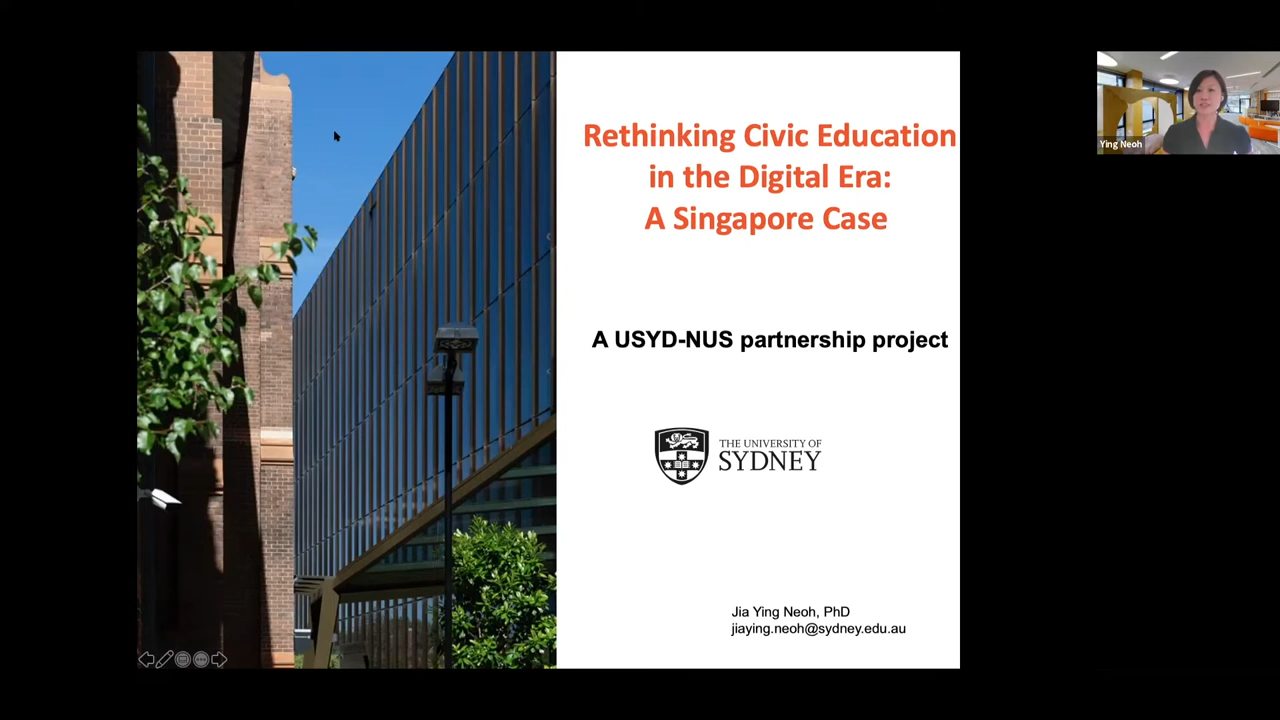 Rethinking Civic Education
in the Digital Era:
A Singapore Case
A USYD-NUS partnership project
THE UNIVERSITY OF
SYDNEY
Jia Ying Neoh, PhD
jiaying.neoh@sydney.edu.au
Ying Neoh